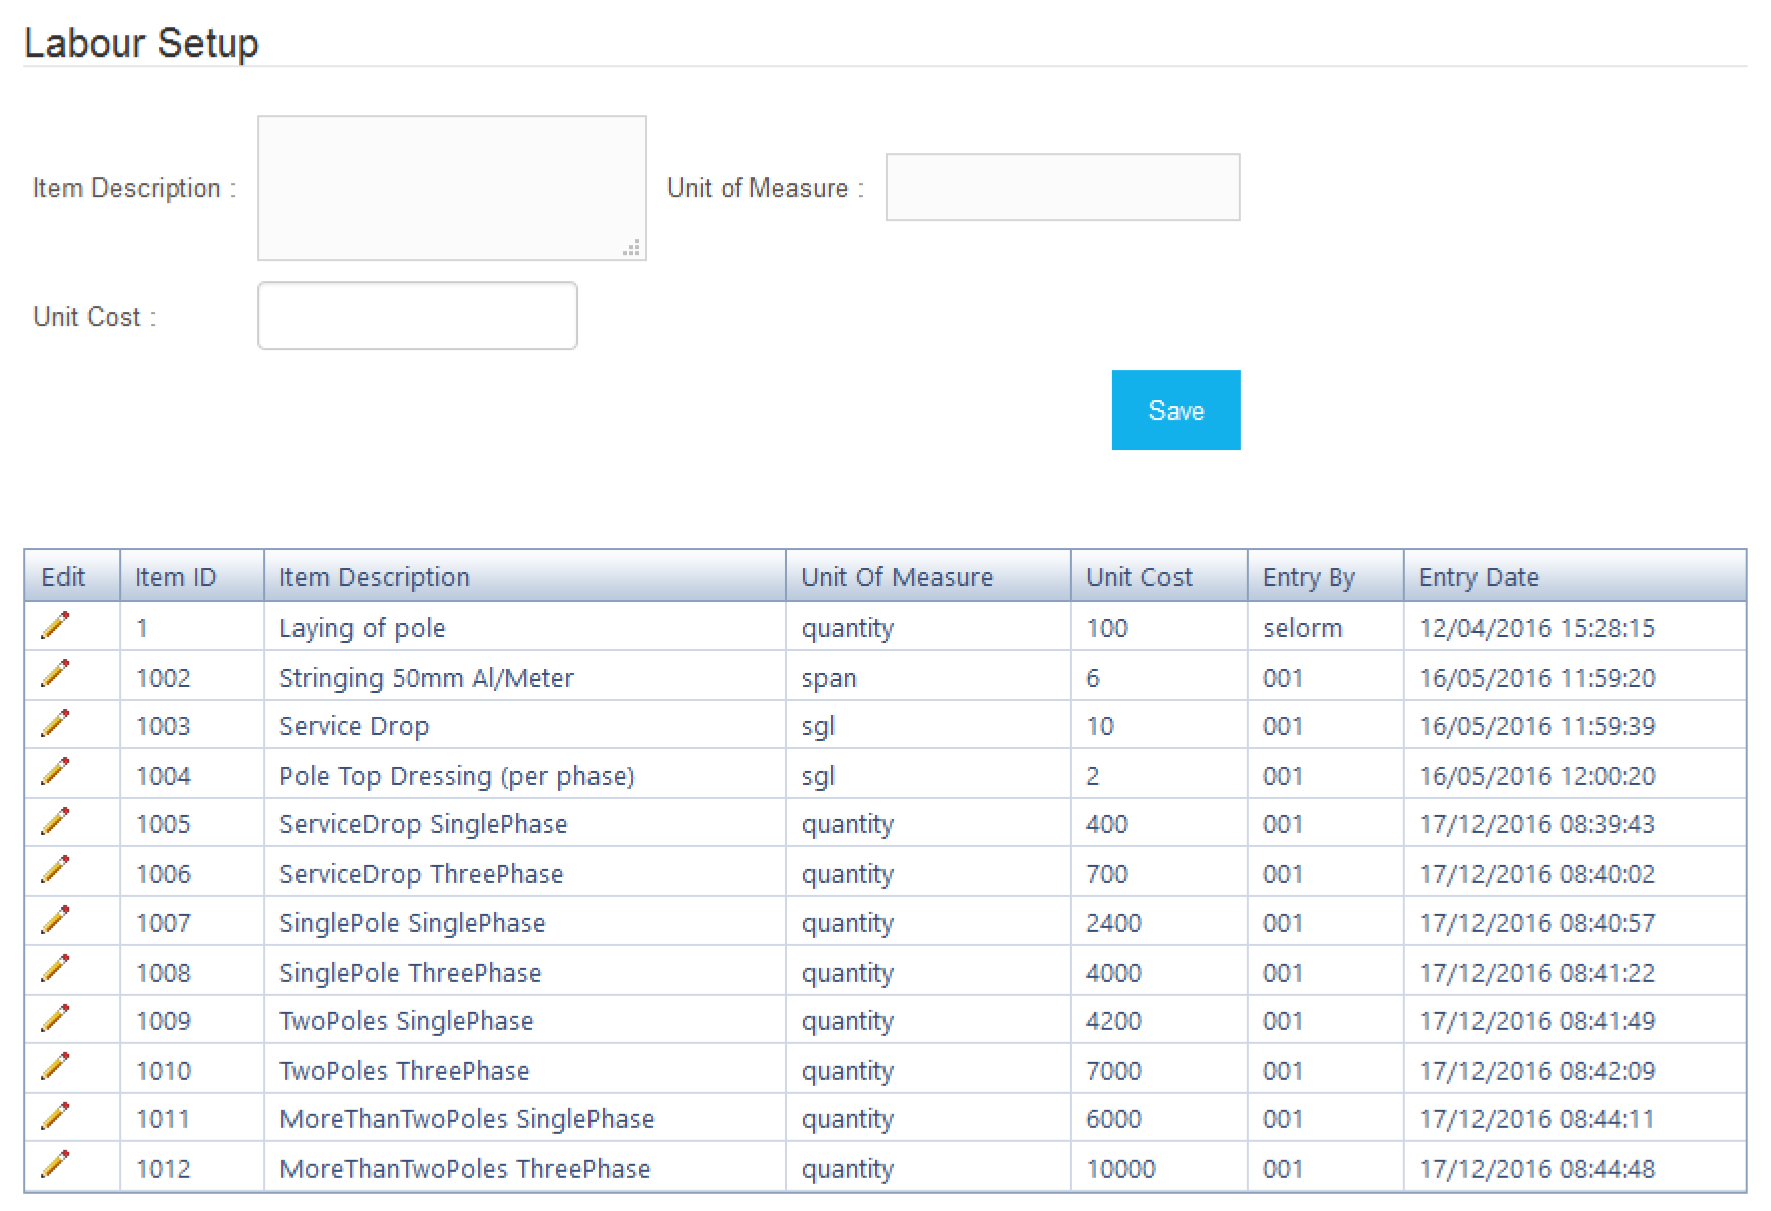 Labour Setup
Item Description :
Unit of Measure :
Unit Cost :
Save
Edit Item ID Item Description Unit Of Measure Unit Cost Entry By Entry Date
1 Laying of pole quantity 100 selorm 12/04/2016 15:28:15
1002 Stringing 50mm Al/Meter span 6 001 16/05/2016 11:59:20
1003 Service Drop sgl 10 001 16/05/2016 11:59:39
1004 Pole Top Dressing (per phase) sgl 2 001 16/05/2016 12:00:20
1005 ServiceDrop SinglePhase quantity 400 001 17/12/2016 08:39:43
1006 ServiceDrop ThreePhase quantity 700 001 17/12/2016 08:40:02
1007 SinglePole SinglePhase quantity 2400 001 17/12/2016 08:40:57
1008 SinglePole ThreePhase quantity 4000 001 17/12/2016 08:41:22
1009 TwoPoles SinglePhase quantity 4200 001 17/12/2016 08:41:49
1010 TwoPoles ThreePhase quantity 7000 001 17/12/2016 08:42:09
1011 MoreThanTwoPoles SinglePhase quantity 6000 001 17/12/2016 08:44:11
1012 MoreThanTwoPoles ThreePhase quantity 10000 001 17/12/2016 08:44:48